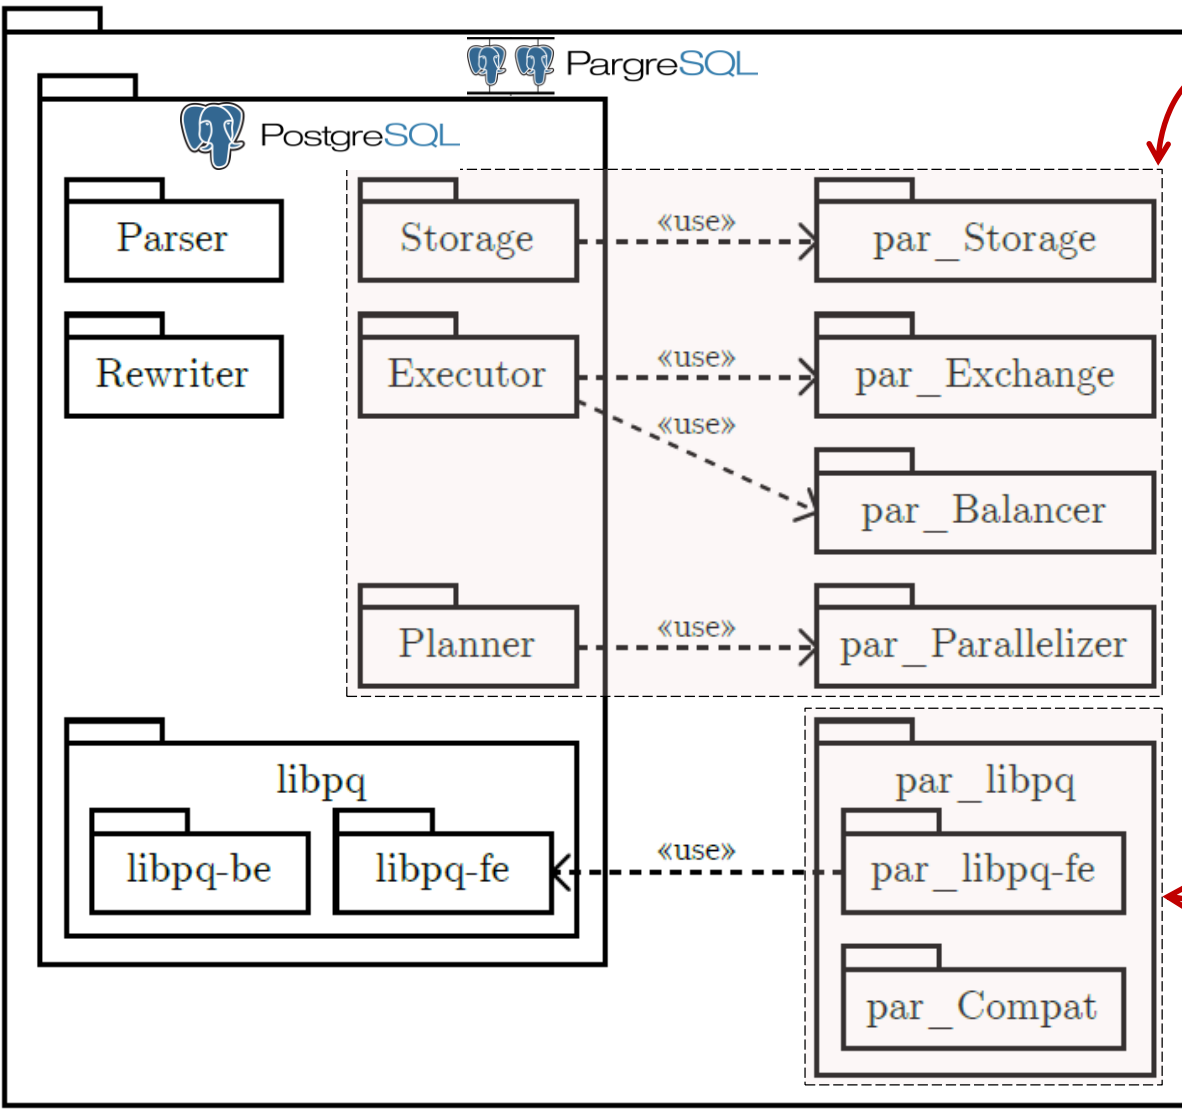 PargreSQL
PostgreSQL
Parser
Storage
«use»
par_Storage
Rewriter
Executor
«use»
par_Exchange
«use»
par_Balancer
Planner
«use»
par_Parallelizer
libpq
par_libpq
libpq-be
libpq-fe
«use»
par_libpq-fe
par_Compat